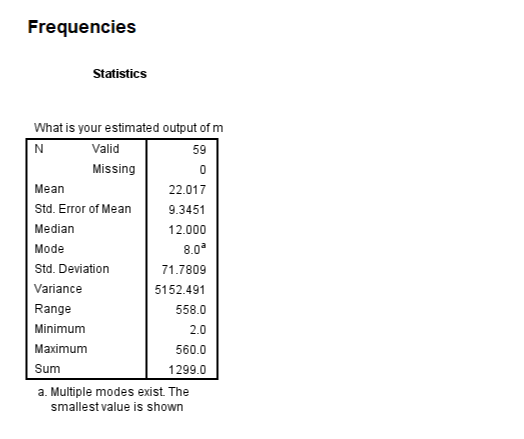 Frequencies
Statistics
What is your estimated output of m
N Valid 59
Missing 0
Mean 22.017
Std. Error of Mean 9.3451
Median 12.000
Mode 8.0a
Std. Deviation 71.7809
Variance 5152.491
Range 558.0
Minimum 2.0
Maximum 560.0
Sum 1299.0
a. Multiple modes exist. The
smallest value is shown